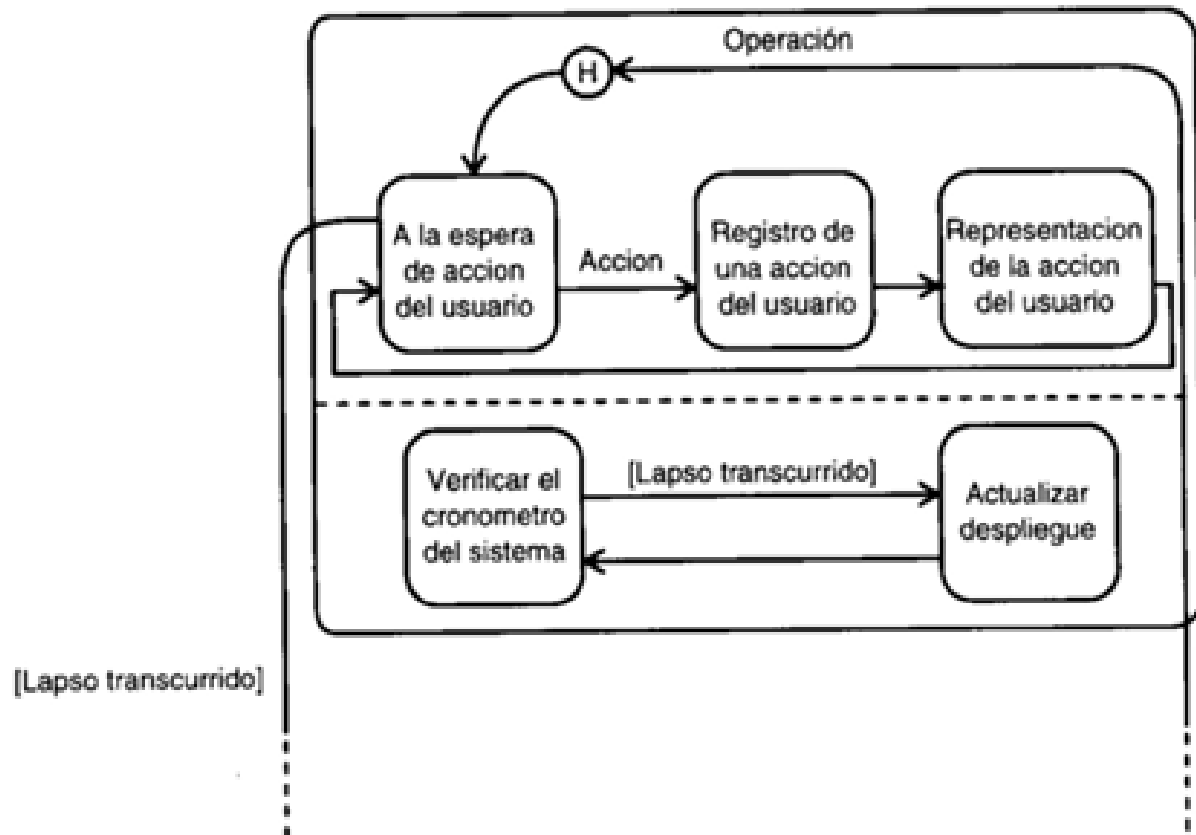 Operación
H
A la espera
de accion
del usuario
Accion
Registro de
una accion
del usuario
Representacion
de la accion
del usuario
Verificar el
cronometro
del sistema
[Lapso transcurrido]
Actualizar
despliegue
[Lapso transcurrido]